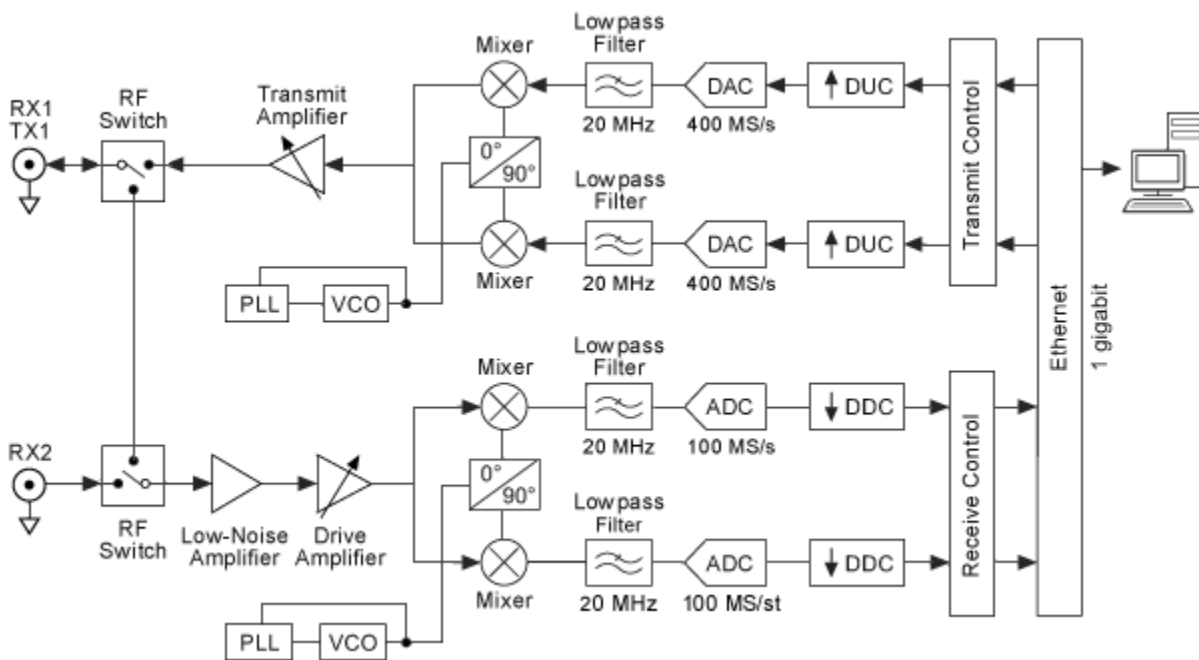 Mixer
Lowpass
Filter
20 MHz
DAC
400 MS/s
DUC
Transmit Control
RX1
TX1
RF
Switch
Transmit
Amplifier
0°
90°
Lowpass
Filter
20 MHz
DAC
400 MS/s
DUC
Mixer
PLL
VCO
Ethernet
1 gigabit
Mixer
Lowpass
Filter
20 MHz
ADC
100 MS/s
DDC
Receive Control
RX2
RF
Switch
Low-Noise
Amplifier
Drive
Amplifier
0°
90°
Lowpass
Filter
20 MHz
ADC
100 MS/st
DDC
Mixer
PLL
VCO